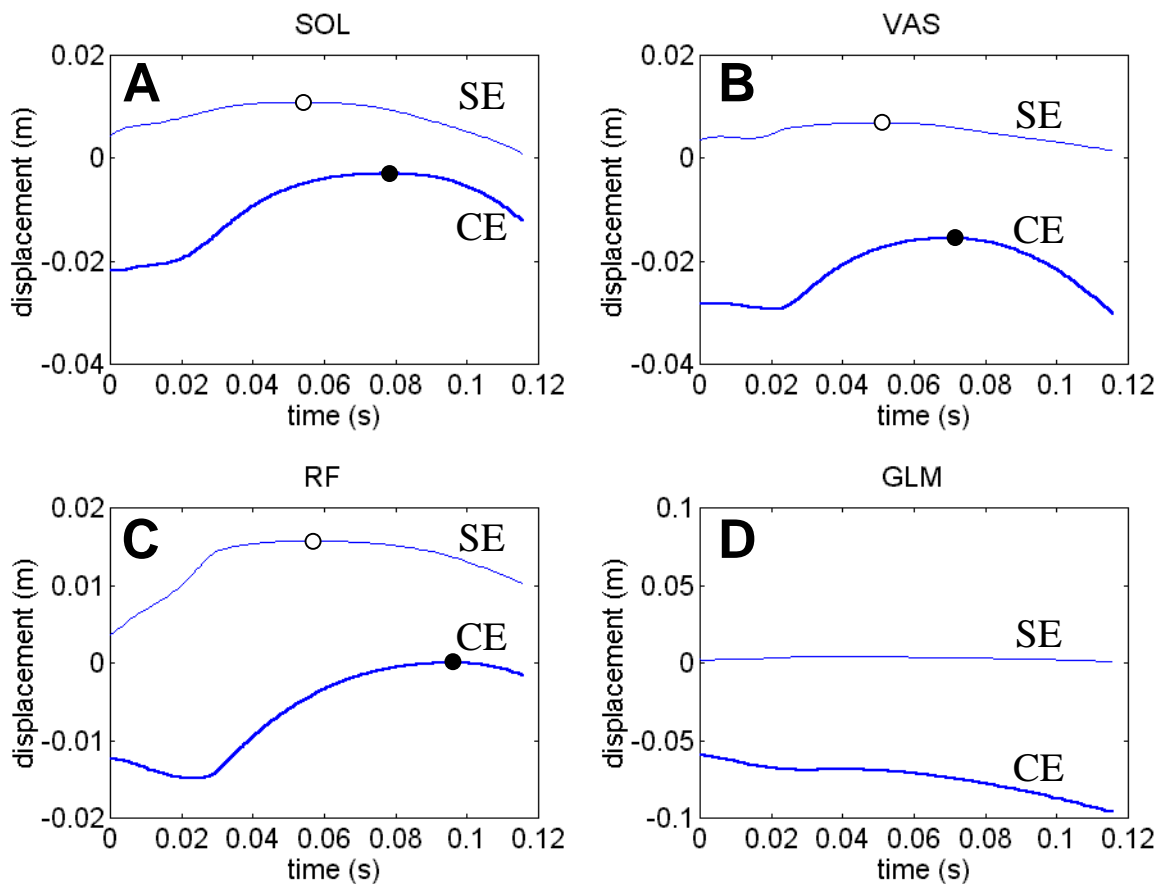 SOL
A
SE
CE
displacement (m)
0.02
0
-0.02
-0.04
0 0.02 0.04 0.06 0.08 0.1 0.12
time (s)
VAS
B
SE
CE
displacement (m)
0.02
0
-0.02
-0.04
0 0.02 0.04 0.06 0.08 0.1 0.12
time (s)
RF
C
SE
CE
displacement (m)
0.02
0.01
0
-0.01
-0.02
0 0.02 0.04 0.06 0.08 0.1 0.12
time (s)
GLM
D
SE
CE
displacement (m)
0.1
0.05
0
-0.05
-0.1
0 0.02 0.04 0.06 0.08 0.1 0.12
time (s)